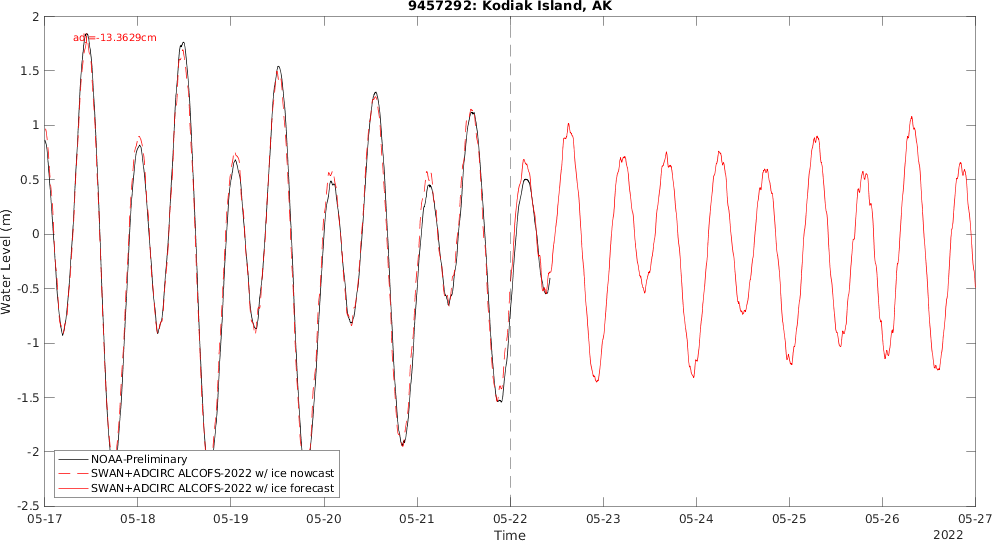 9457292: Kodiak Island, AK
2
1.5
1
0.5
0
-0.5
-1
-1.5
-2
-2.5
Water Level (m)
adj=-13.3629cm
NOAA-Preliminary
SWAN+ADCIRC ALCOFS-2022 w/ ice nowcast
SWAN+ADCIRC ALCOFS-2022 w/ ice forecast
05-17 05-18 05-19 05-20 05-21 05-22 05-23 05-24 05-25 05-26 05-27
Time
2022